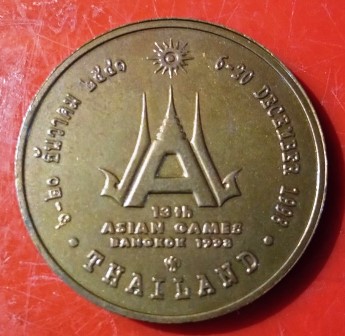 ๖-๒๐ ธันวาคม ๒๕๔๑
6-20 DECEMBER 1998
13th
ASIAN GAMES
BANGKOK 1998
• THAILAND •